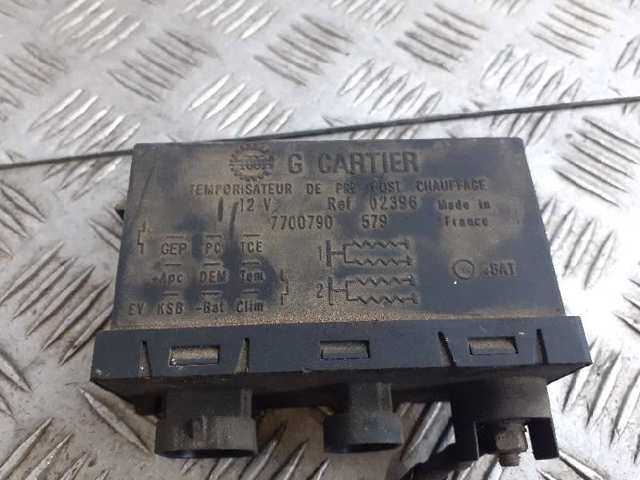 G CARTIER
TEMPORISATEUR DE PRE POST CHAUFFAGE
12 V Ref 02396 Made in
7700790 579 France
GEP PC TCE
1
+Apc DEM Tem
+BAT
2
EV KSB -Bat Clim